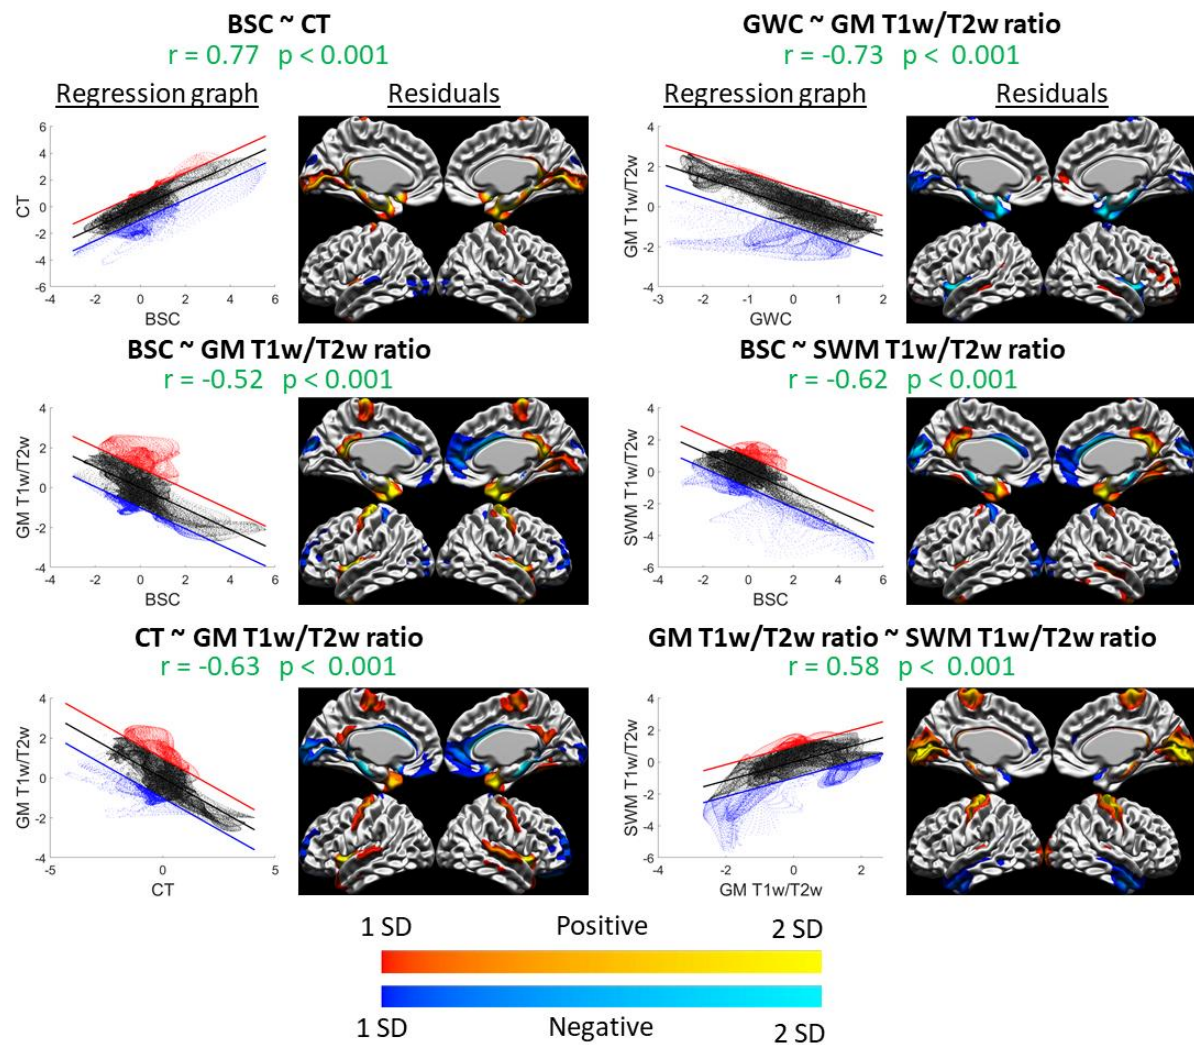 BSC ~ CT
r = 0.77 p < 0.001
Regression graph
Residuals
6
4
2
0
-2
-4
-6
CT
-4
-2
0
2
4
6
BSC
GWC ~ GM T1w/T2w ratio
r = -0.73 p < 0.001
Regression graph
Residuals
4
2
0
-2
-4
GM T1w/T2w
-3
-2
-1
0
1
2
GWC
BSC ~ GM T1w/T2w ratio
r = -0.52 p < 0.001
4
2
0
-2
-4
GM T1w/T2w
-4
-2
0
2
4
6
BSC
BSC ~ SWM T1w/T2w ratio
r = -0.62 p < 0.001
4
2
0
-2
-4
-6
SWM T1w/T2w
-4
-2
0
2
4
6
BSC
CT ~ GM T1w/T2w ratio
r = -0.63 p < 0.001
4
2
0
-2
-4
GM T1w/T2w
-5
0
5
CT
GM T1w/T2w ratio ~ SWM T1w/T2w ratio
r = 0.58 p < 0.001
4
2
0
-2
-4
-6
SWM T1w/T2w
-4
-2
0
2
GM T1w/T2w
1 SD
Positive
2 SD
1 SD
Negative
2 SD